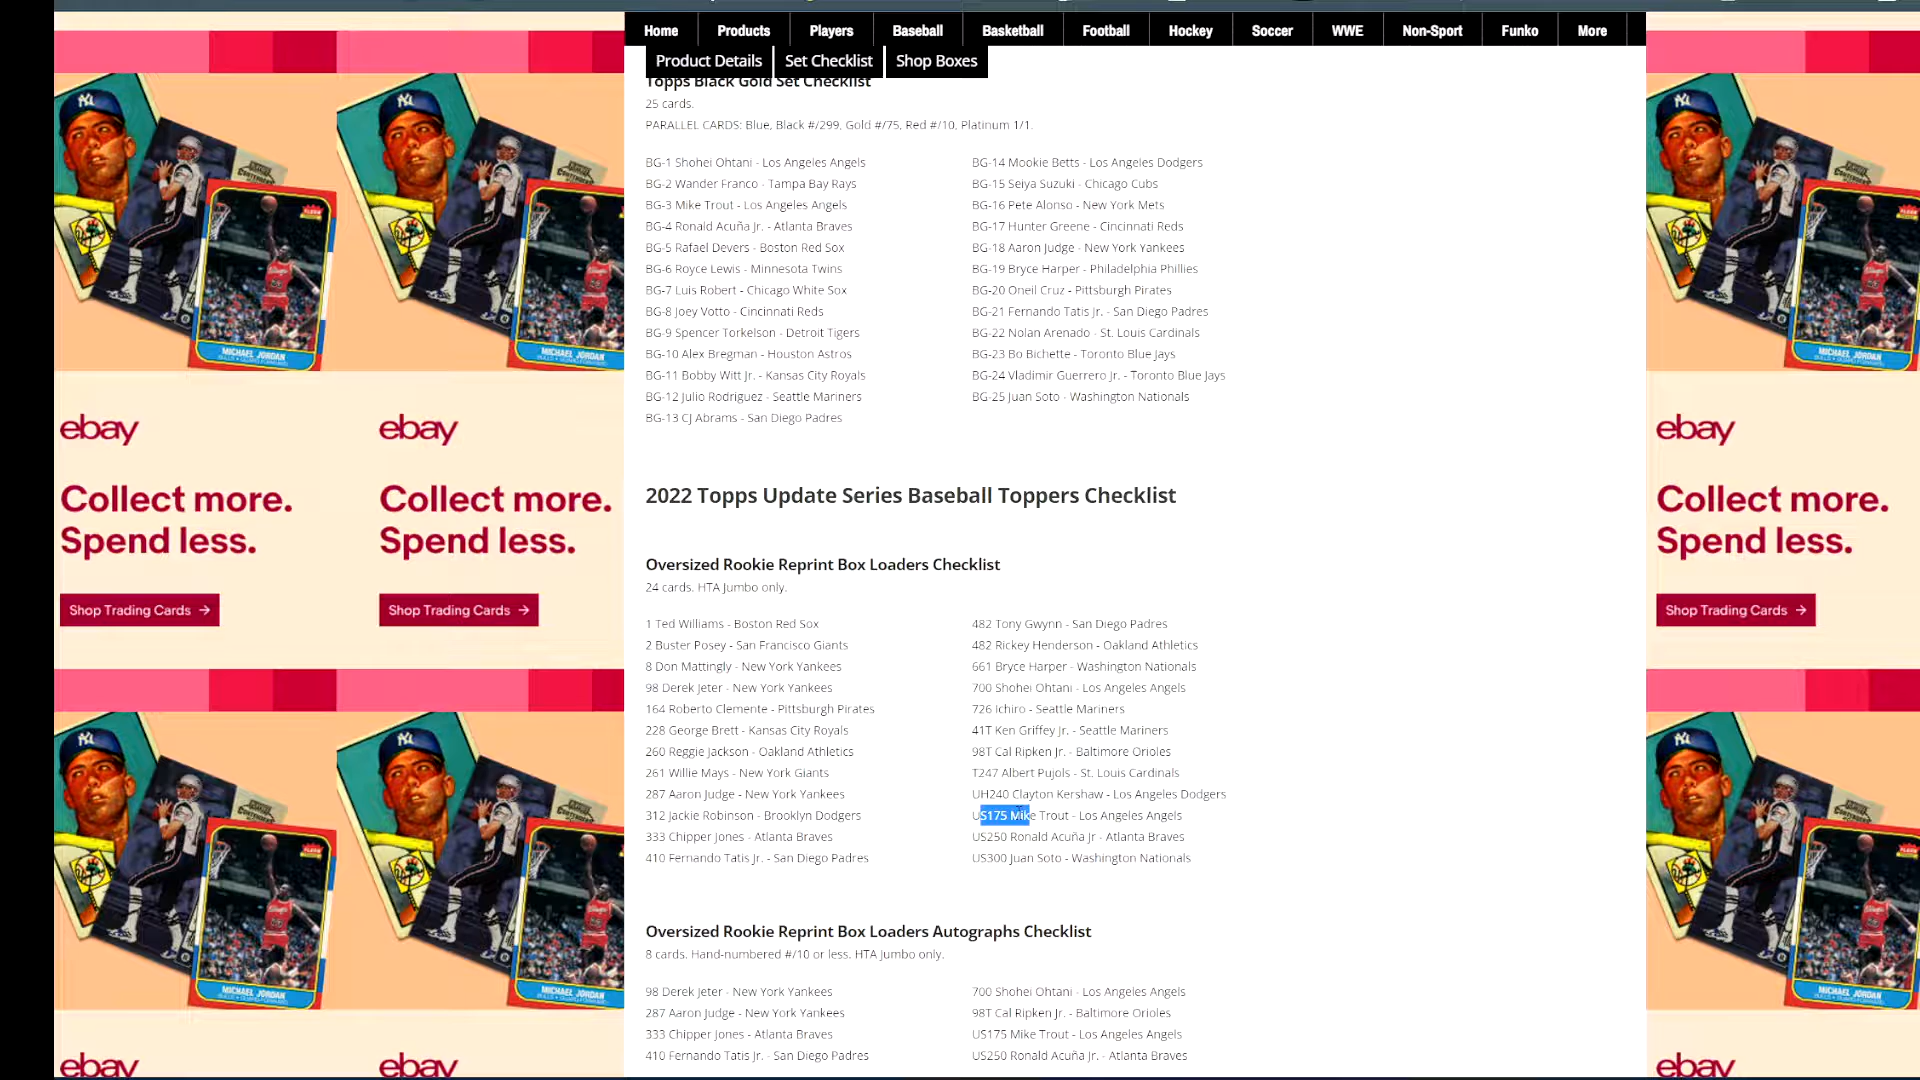 Home Products Players Baseball Basketball Football Hockey Soccer WWE Non-Sport Funko More
Product Details Set Checklist Shop Boxes
Topps Black Gold Set Checklist
25 cards.
PARALLEL CARDS: Blue, Black #/299, Gold #/75, Red #/10, Platinum 1/1.
BG-1 Shohei Ohtani - Los Angeles Angels
BG-2 Wander Franco - Tampa Bay Rays
BG-3 Mike Trout - Los Angeles Angels
BG-4 Ronald Acuña Jr. - Atlanta Braves
BG-5 Rafael Devers - Boston Red Sox
BG-6 Royce Lewis - Minnesota Twins
BG-7 Luis Robert - Chicago White Sox
BG-8 Joey Votto - Cincinnati Reds
BG-9 Spencer Torkelson - Detroit Tigers
BG-10 Alex Bregman - Houston Astros
BG-11 Bobby Witt Jr. - Kansas City Royals
BG-12 Julio Rodriguez - Seattle Mariners
BG-13 CJ Abrams - San Diego Padres
BG-14 Mookie Betts - Los Angeles Dodgers
BG-15 Seiya Suzuki - Chicago Cubs
BG-16 Pete Alonso - New York Mets
BG-17 Hunter Greene - Cincinnati Reds
BG-18 Aaron Judge - New York Yankees
BG-19 Bryce Harper - Philadelphia Phillies
BG-20 Oneil Cruz - Pittsburgh Pirates
BG-21 Fernando Tatis Jr. - San Diego Padres
BG-22 Nolan Arenado - St. Louis Cardinals
BG-23 Bo Bichette - Toronto Blue Jays
BG-24 Vladimir Guerrero Jr. - Toronto Blue Jays
BG-25 Juan Soto - Washington Nationals
2022 Topps Update Series Baseball Toppers Checklist
Oversized Rookie Reprint Box Loaders Checklist
24 cards. HTA Jumbo only.
1 Ted Williams - Boston Red Sox
2 Buster Posey - San Francisco Giants
8 Don Mattingly - New York Yankees
98 Derek Jeter - New York Yankees
164 Roberto Clemente - Pittsburgh Pirates
228 George Brett - Kansas City Royals
260 Reggie Jackson - Oakland Athletics
261 Willie Mays - New York Giants
287 Aaron Judge - New York Yankees
312 Jackie Robinson - Brooklyn Dodgers
333 Chipper Jones - Atlanta Braves
410 Fernando Tatis Jr. - San Diego Padres
482 Tony Gwynn - San Diego Padres
482 Rickey Henderson - Oakland Athletics
661 Bryce Harper - Washington Nationals
700 Shohei Ohtani - Los Angeles Angels
726 Ichiro - Seattle Mariners
41T Ken Griffey Jr. - Seattle Mariners
98T Cal Ripken Jr. - Baltimore Orioles
T247 Albert Pujols - St. Louis Cardinals
UH240 Clayton Kershaw - Los Angeles Dodgers
US175 Mike Trout - Los Angeles Angels
US250 Ronald Acuña Jr - Atlanta Braves
US300 Juan Soto - Washington Nationals
Oversized Rookie Reprint Box Loaders Autographs Checklist
8 cards. Hand-numbered #/10 or less. HTA Jumbo only.
98 Derek Jeter - New York Yankees
287 Aaron Judge - New York Yankees
333 Chipper Jones - Atlanta Braves
410 Fernando Tatis Jr. - San Diego Padres
700 Shohei Ohtani - Los Angeles Angels
98T Cal Ripken Jr. - Baltimore Orioles
US175 Mike Trout - Los Angeles Angels
US250 Ronald Acuña Jr. - Atlanta Braves
MICHAEL JORDAN
ebay
Collect more.
Spend less.
Shop Trading Cards →
MICHAEL JORDAN
ebay
MICHAEL JORDAN
ebay
Collect more.
Spend less.
Shop Trading Cards →
MICHAEL JORDAN
ebay
MICHAEL JORDAN
ebay
Collect more.
Spend less.
Shop Trading Cards →
MICHAEL JORDAN
ebay